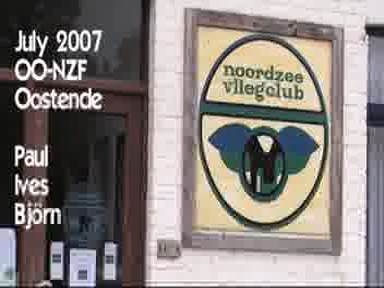 July 2007
OO-NZF
Oostende
Paul
Ives
Björn
noordzee
vliegclub